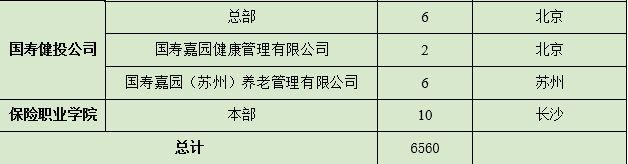 总部 6 北京
国寿健投公司 国寿嘉园健康管理有限公司 2 北京
国寿嘉园（苏州）养老管理有限公司 6 苏州
保险职业学院 本部 10 长沙
总计 6560